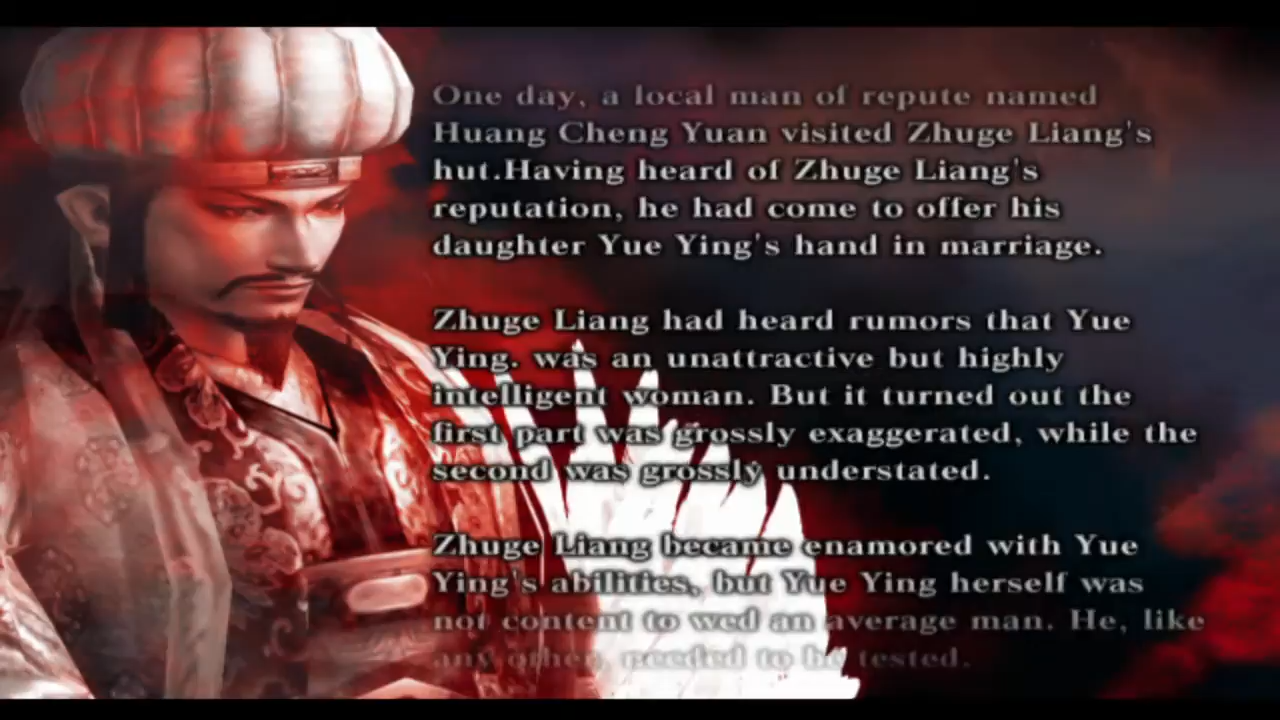 One day, a local man of repute named
Huang Cheng Yuan visited Zhuge Liang's
hut.Having heard of Zhuge Liang's
reputation, he had come to offer his
daughter Yue Ying's hand in marriage.
Zhuge Liang had heard rumors that Yue
Ying. was an unattractive but highly
intelligent woman. But it turned out the
first part was grossly exaggerated, while the
second was grossly understated.
Zhuge Liang became enamored with Yue
Ying's abilities, but Yue Ying herself was
not content to wed an average man. He, like
any other, needed to be tested.